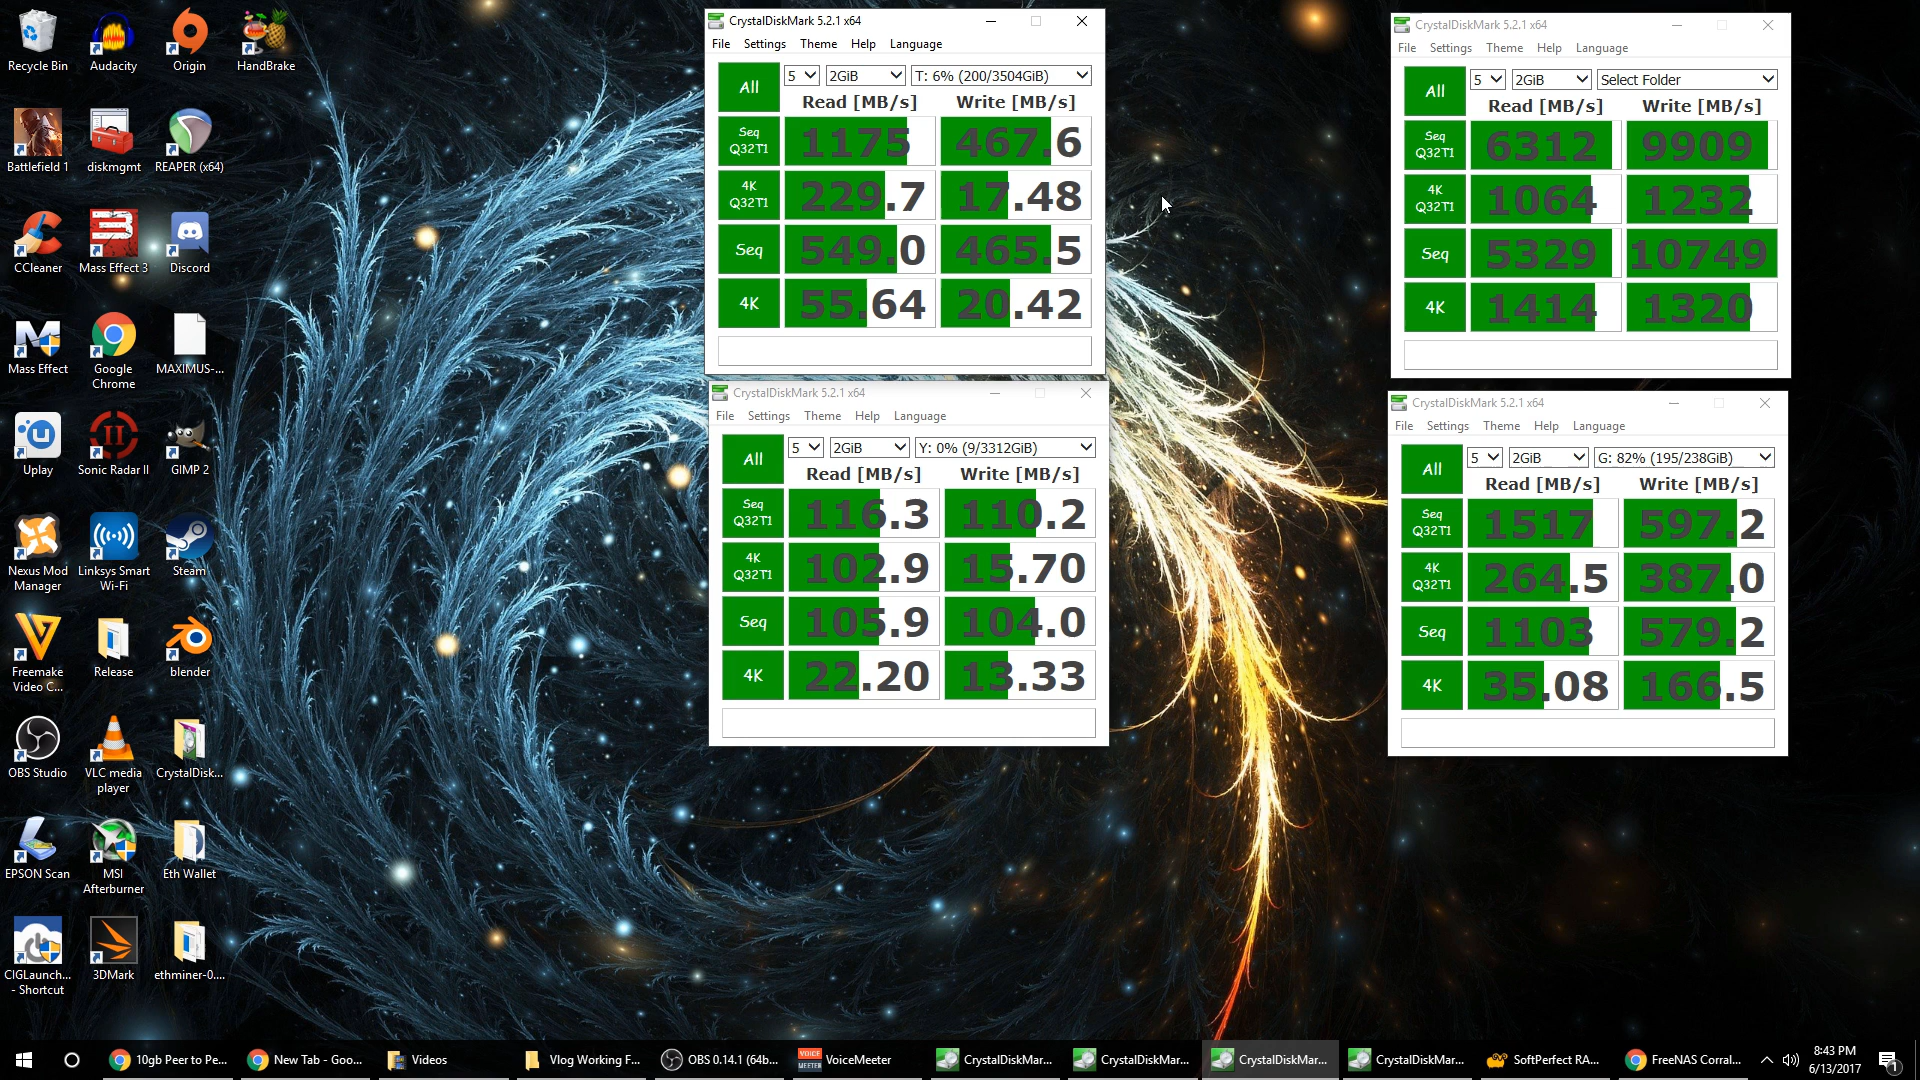 Recycle Bin
Audacity
Origin
HandBrake
Battlefield 1
diskmgmt
REAPER (x64)
CCleaner
Mass Effect 3
Discord
Mass Effect
Google
Chrome
MAXIMUS-...
Uplay
Sonic Radar II
GIMP 2
Nexus Mod
Manager
Linksys Smart
Wi-Fi
Steam
Freemake
Video C...
Release
blender
OBS Studio
VLC media
player
CrystalDisk...
EPSON Scan
MSI
Afterburner
Eth Wallet
CIGLaunch...
- Shortcut
3DMark
ethminer-0....
CrystalDiskMark 5.2.1 x64
File Settings Theme Help Language
All 5 2GiB T: 6% (200/3504GiB)
Read [MB/s] Write [MB/s]
Seq
Q32T1 1175 467.6
4K
Q32T1 229.7 17.48
Seq 549.0 465.5
4K 55.64 20.42
CrystalDiskMark 5.2.1 x64
File Settings Theme Help Language
All 5 2GiB Y: 0% (9/3312GiB)
Read [MB/s] Write [MB/s]
Seq
Q32T1 116.3 110.2
4K
Q32T1 102.9 15.70
Seq 105.9 104.0
4K 22.20 13.33
CrystalDiskMark 5.2.1 x64
File Settings Theme Help Language
All 5 2GiB Select Folder
Read [MB/s] Write [MB/s]
Seq
Q32T1 6312 9909
4K
Q32T1 1064 1232
Seq 5329 10749
4K 1414 1320
CrystalDiskMark 5.2.1 x64
File Settings Theme Help Language
All 5 2GiB G: 82% (195/238GiB)
Read [MB/s] Write [MB/s]
Seq
Q32T1 1517 597.2
4K
Q32T1 264.5 387.0
Seq 1103 579.2
4K 35.08 166.5
10gb Peer to Pe...
New Tab - Goo...
Videos
Vlog Working F...
OBS 0.14.1 (64b...
VOICE
MEETER
VoiceMeeter
CrystalDiskMar...
CrystalDiskMar...
CrystalDiskMar...
CrystalDiskMar...
SoftPerfect RA...
FreeNAS Corral...
8:43 PM
6/13/2017
1